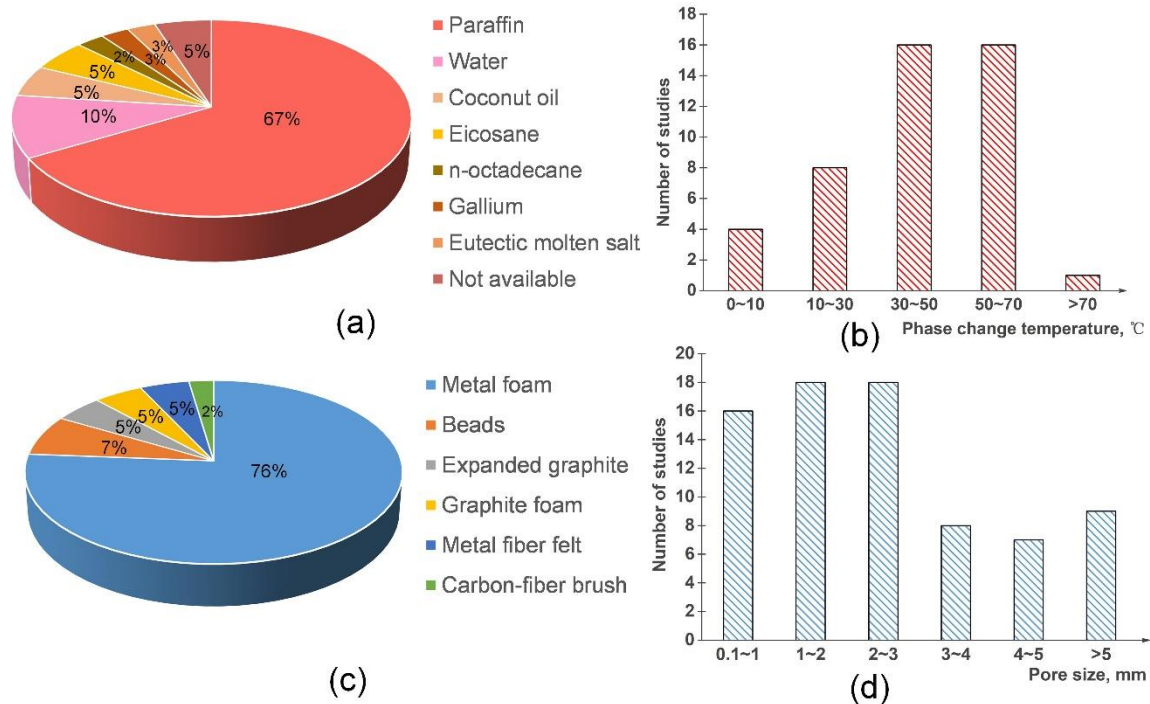 67%
10%
5%
5%
2%
3%
3%
5%
Paraffin
Water
Coconut oil
Eicosane
n-octadecane
Gallium
Eutectic molten salt
Not available
(a)
Number of studies
18
16
14
12
10
8
6
4
2
0
0~10 10~30 30~50 50~70 >70
Phase change temperature, ℃
(b)
76%
7%
5%
5%
5%
2%
Metal foam
Beads
Expanded graphite
Graphite foam
Metal fiber felt
Carbon-fiber brush
(c)
Number of studies
20
18
16
14
12
10
8
6
4
2
0
0.1~1 1~2 2~3 3~4 4~5 >5
Pore size, mm
(d)